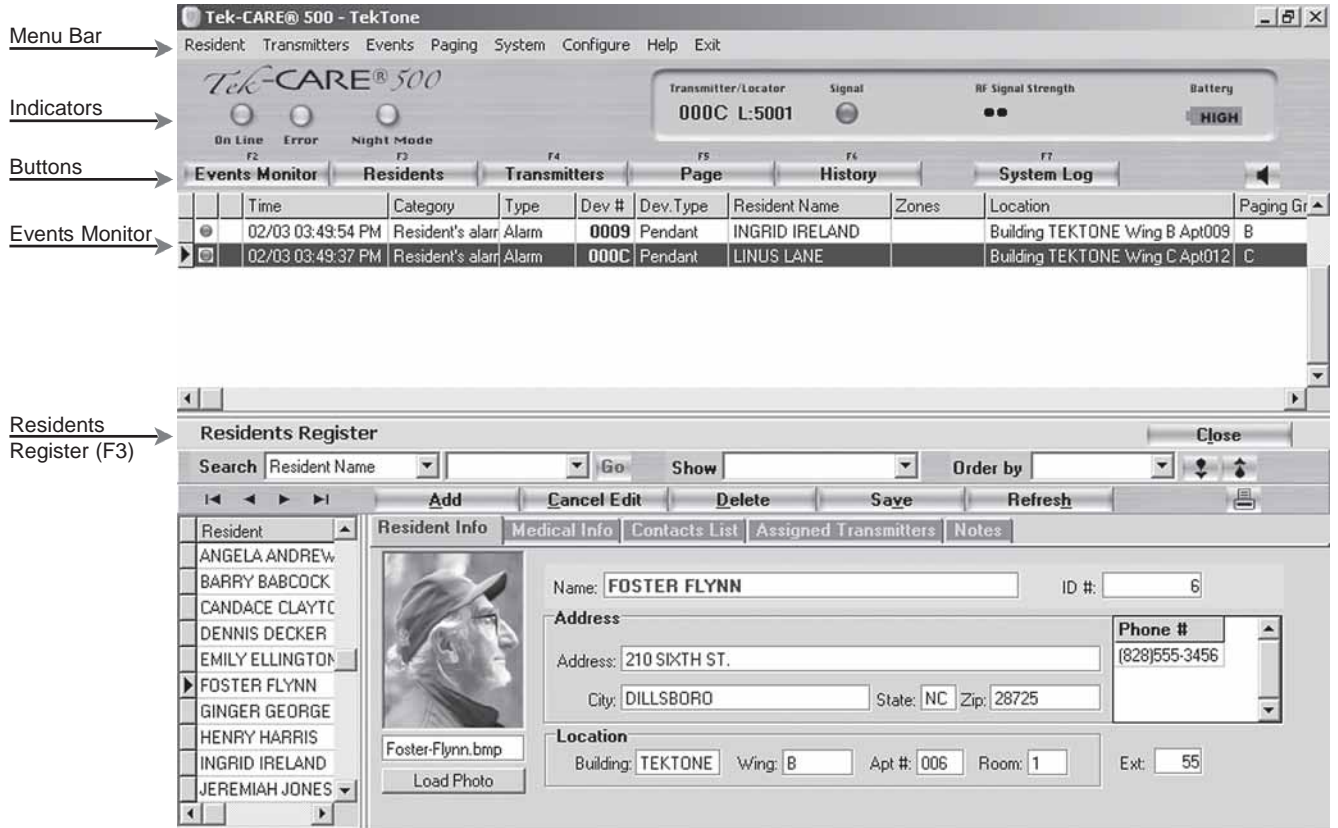 Tek-CARE® 500 - TekTone
Menu Bar
Resident Transmitters Events Paging System Configure Help Exit
Tek-CARE® 500
Transmitter/Locator Signal RF Signal Strength Battery
000C L:5001 HIGH
Indicators
On Line Error Night Mode
F2 F3 F4 F5 F6 F7
Buttons
Events Monitor Residents Transmitters Page History System Log
Time Category Type Dev # Dev.Type Resident Name Zones Location Paging Gr
Events Monitor
02/03 03:49:54 PM Resident's alarr Alarm 0009 Pendant INGRID IRELAND Building TEKTONE Wing B Apt009 B
02/03 03:49:37 PM Resident's alarr Alarm 000C Pendant LINUS LANE Building TEKTONE Wing C Apt012 C
Residents
Register (F3)
Residents Register Close
Search Resident Name Go Show Order by
Add Cancel Edit Delete Save Refresh
Resident
ANGELA ANDREW
BARRY BABCOCK
CANDACE CLAYTC
DENNIS DECKER
EMILY ELLINGTON
FOSTER FLYNN
GINGER GEORGE
HENRY HARRIS
INGRID IRELAND
JEREMIAH JONES
Resident Info Medical Info Contacts List Assigned Transmitters Notes
Name: FOSTER FLYNN ID #: 6
Address
Address: 210 SIXTH ST.
City: DILLSBORO State: NC Zip: 28725
Phone #
(828)555-3456
Foster-Flynn.bmp
Load Photo
Location
Building: TEKTONE Wing: B Apt #: 006 Room: 1 Ext: 55